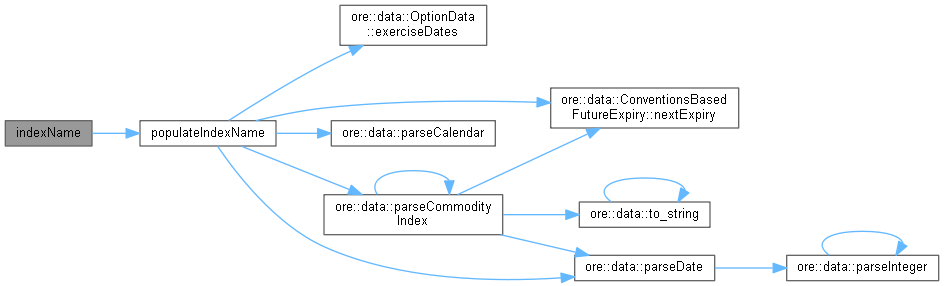 ore::data::OptionData
::exerciseDates
ore::data::ConventionsBased
FutureExpiry::nextExpiry
indexName
populateIndexName
ore::data::parseCalendar
ore::data::parseCommodity
Index
ore::data::to_string
ore::data::parseDate
ore::data::parseInteger